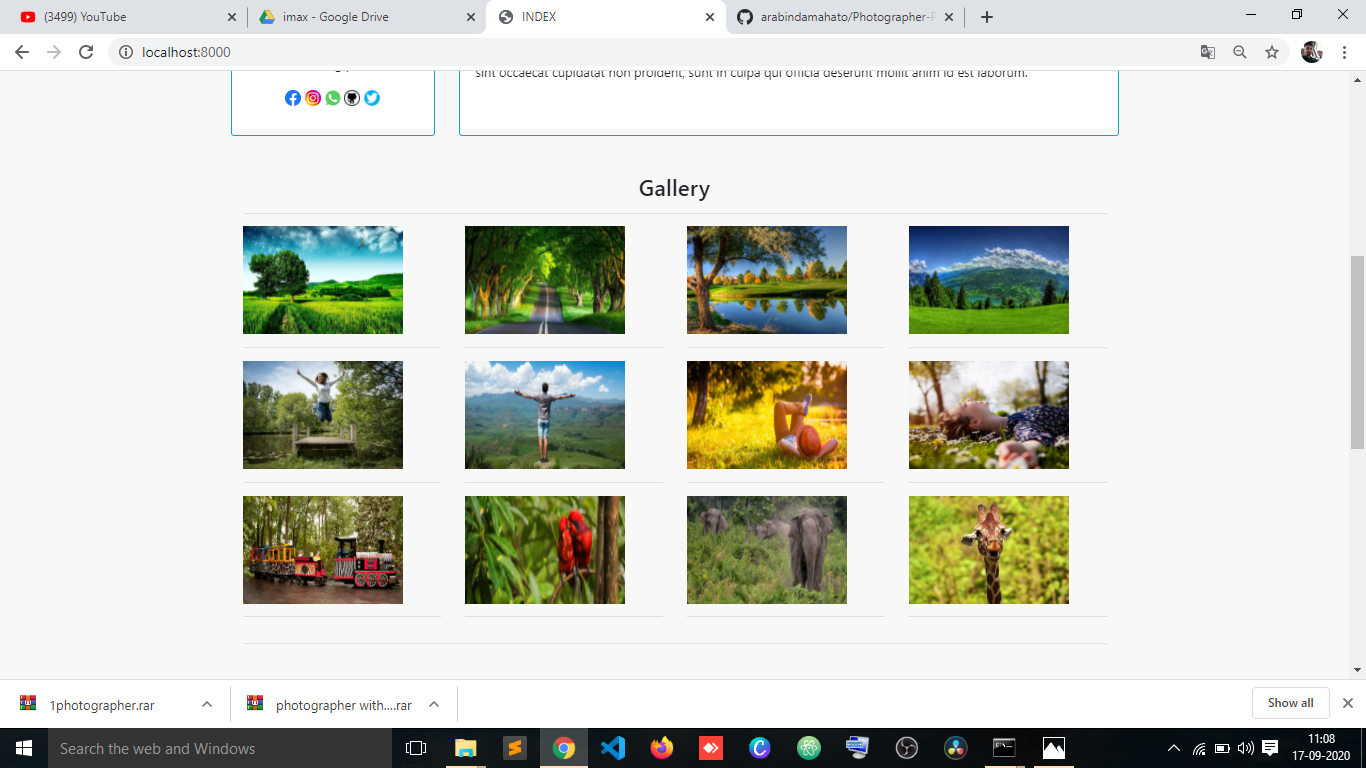 (3499) YouTube
imax - Google Drive
INDEX
arabindamahato/Photographer-P
localhost:8000
sint occaecat cupidatat non proident, sunt in culpa qui officia deserunt mollit anim id est laborum.
Gallery
1photographer.rar
photographer with....rar
Show all
Search the web and Windows
11:08
17-09-2020